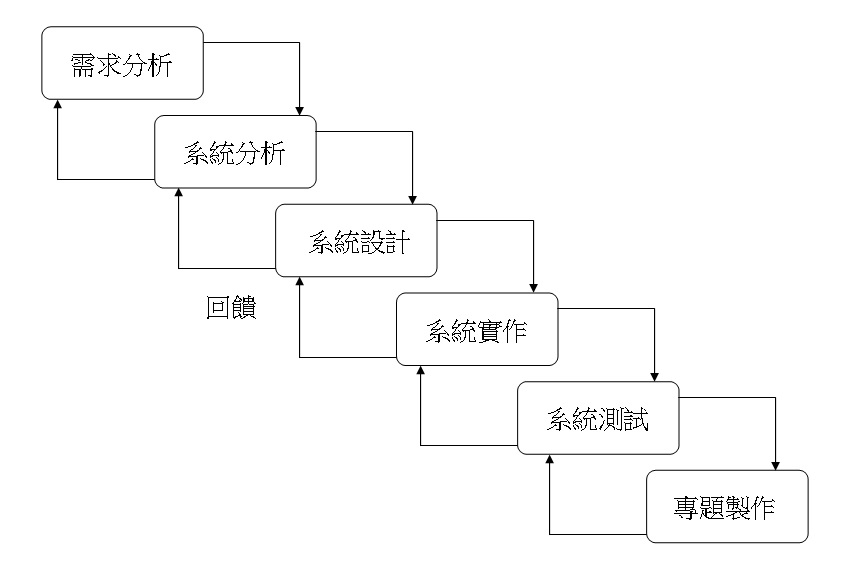 需求分析
系統分析
系統設計
回饋
系統實作
系統測試
專題製作